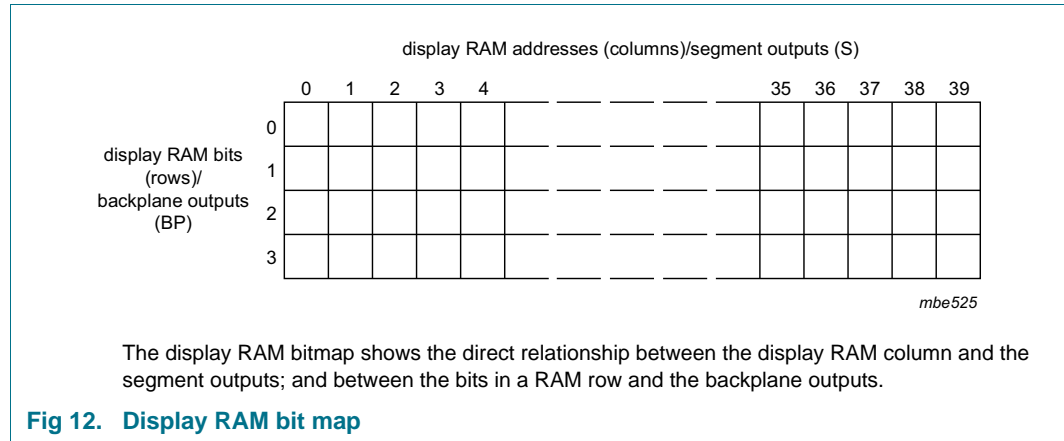 display RAM addresses (columns)/segment outputs (S)
0 1 2 3 4 35 36 37 38 39
0
display RAM bits
(rows)/
backplane outputs
(BP)
1
2
3
mbe525
The display RAM bitmap shows the direct relationship between the display RAM column and the
segment outputs; and between the bits in a RAM row and the backplane outputs.
Fig 12. Display RAM bit map